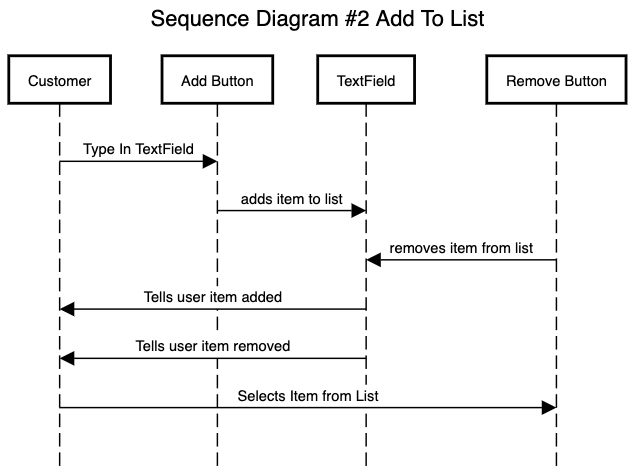 Sequence Diagram #2 Add To List
Customer
Add Button
TextField
Remove Button
Type In TextField
adds item to list
removes item from list
Tells user item added
Tells user item removed
Selects Item from List